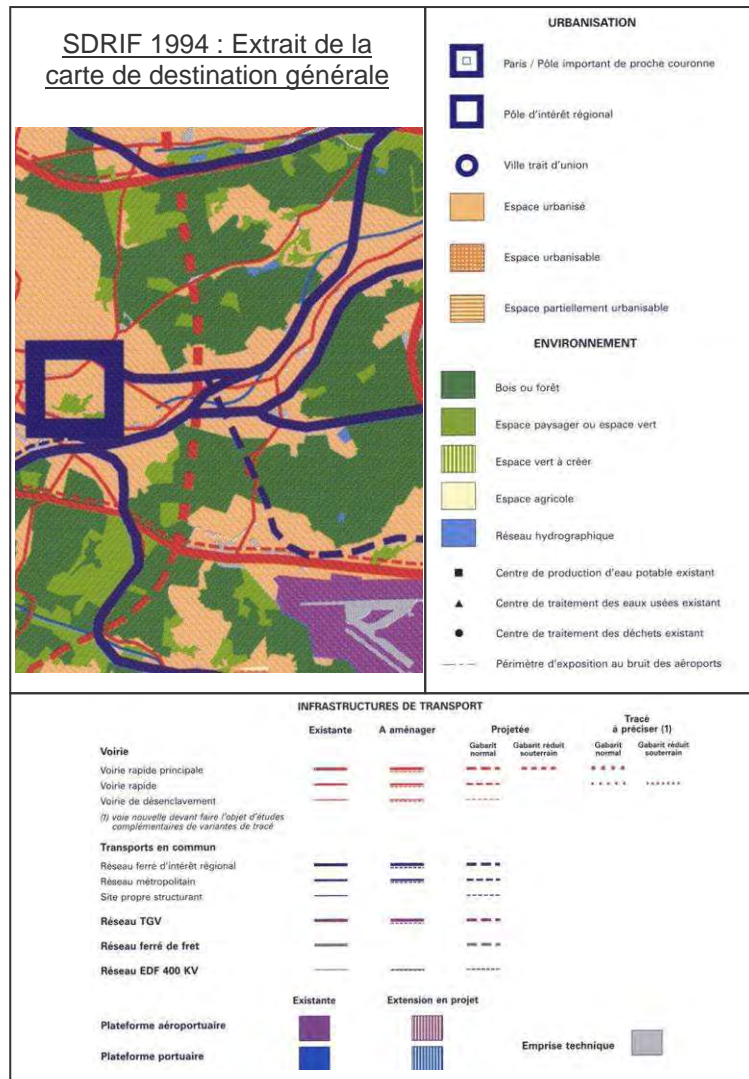 SDRIF 1994 : Extrait de la
carte de destination générale
URBANISATION
Paris / Pôle important de proche couronne
Pôle d'intérêt régional
Ville trait d'union
Espace urbanisé
Espace urbanisable
Espace partiellement urbanisable
ENVIRONNEMENT
Bois ou forêt
Espace paysager ou espace vert
Espace vert à créer
Espace agricole
Réseau hydrographique
Centre de production d'eau potable existant
Centre de traitement des eaux usées existant
Centre de traitement des déchets existant
Périmètre d'exposition au bruit des aéroports
INFRASTRUCTURES DE TRANSPORT
Existante A aménager Projetée Tracé à préciser (1)
Gabarit normal Gabarit réduit souterrain Gabarit normal Gabarit réduit souterrain
Voirie
Voirie rapide principale
Voirie rapide
Voirie de désenclavement
(1) voie nouvelle devant faire l'objet d'études
complémentaires de variantes de tracé
Transports en commun
Réseau ferré d'intérêt régional
Réseau métropolitain
Site propre structurant
Réseau TGV
Réseau ferré de fret
Réseau EDF 400 KV
Existante Extension en projet
Plateforme aéroportuaire
Plateforme portuaire
Emprise technique